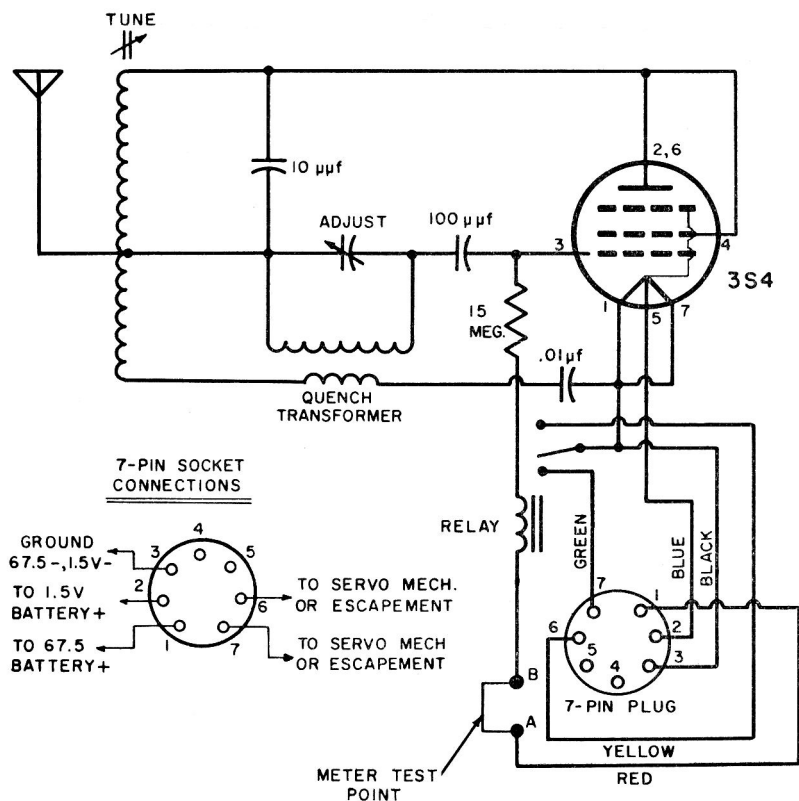 TUNE
10 µµf
ADJUST
100 µµf
2,6
3
4
3S4
1
5
7
15
MEG.
.01µf
QUENCH
TRANSFORMER
7-PIN SOCKET
CONNECTIONS
GROUND
67.5-,1.5V-
TO 1.5V
BATTERY+
TO 67.5
BATTERY+
3
4
5
2
6
1
7
TO SERVO MECH.
OR ESCAPEMENT
TO SERVO MECH
OR ESCAPEMENT
RELAY
GREEN
BLUE
BLACK
7
1
6
2
5
4
3
7-PIN PLUG
B
A
YELLOW
RED
METER TEST
POINT